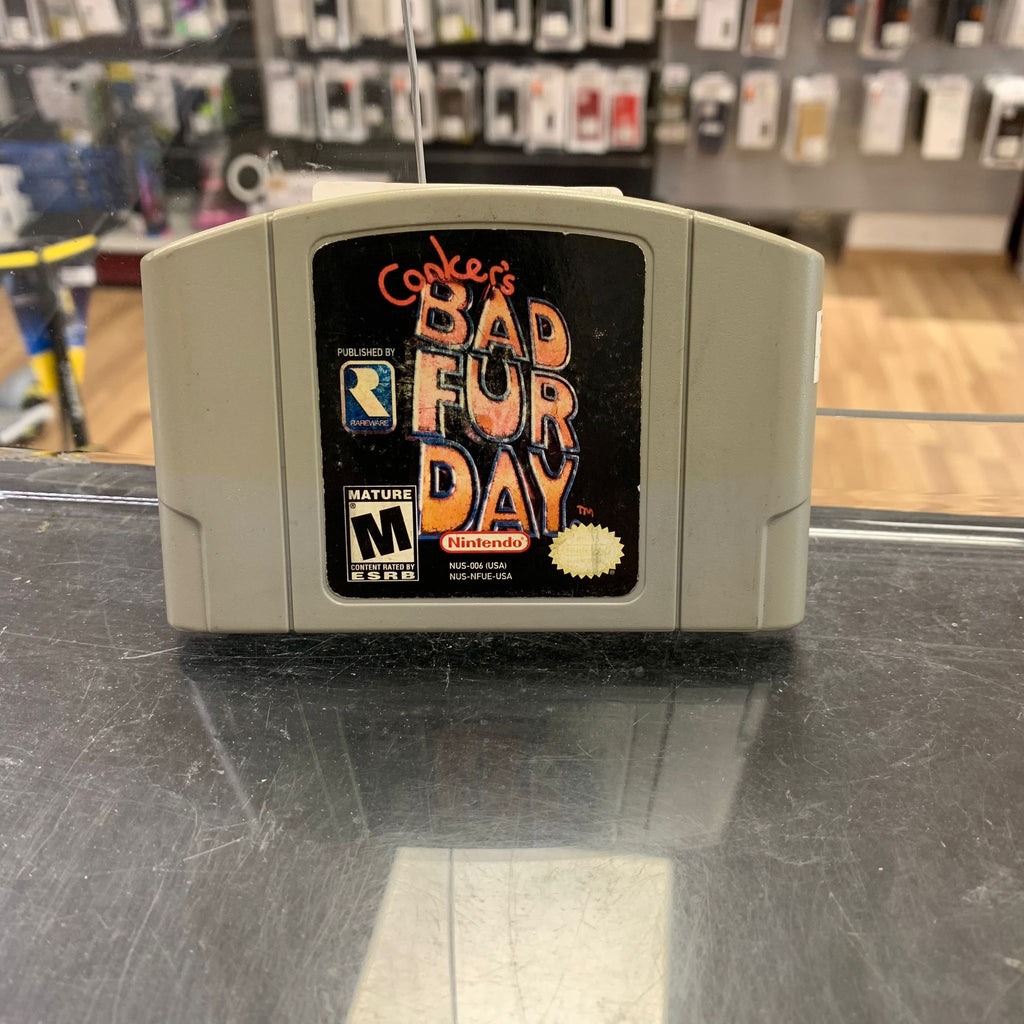 Conker's
BAD
FUR
DAY
TM
PUBLISHED BY
R
RAREWARE
MATURE
M
®
CONTENT RATED BY
ESRB
Nintendo
NUS-006 (USA)
NUS-NFUE-USA